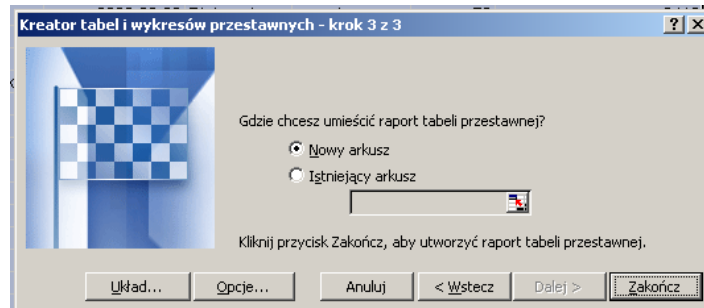 Kreator tabel i wykresów przestawnych - krok 3 z 3
Gdzie chcesz umieścić raport tabeli przestawnej?
Nowy arkusz
Istniejący arkusz
Kliknij przycisk Zakończ, aby utworzyć raport tabeli przestawnej.
Układ... Opcje... Anuluj < Wstecz Dalej > Zakończ